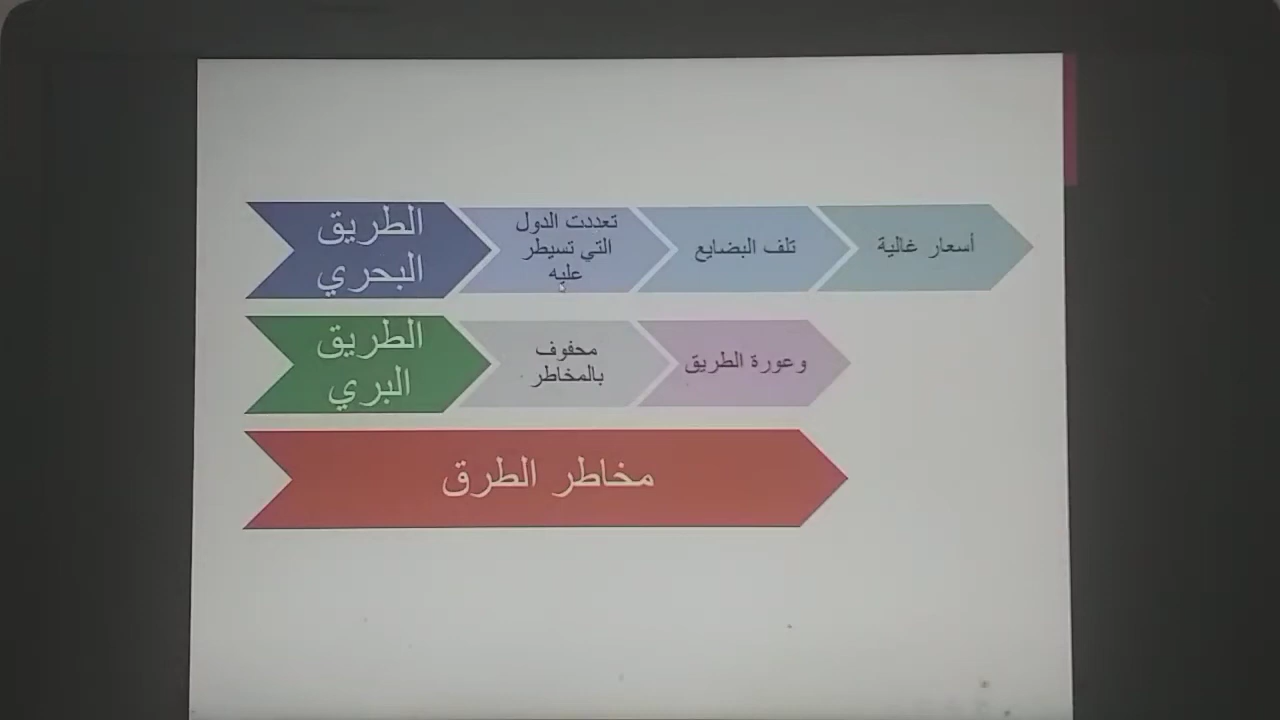 الطريق
البحري
تعددت الدول
التي تسيطر
عليه
تلف البضايع
أسعار غالية
الطريق
البري
محفوف
بالمخاطر
وعورة الطريق
مخاطر الطرق